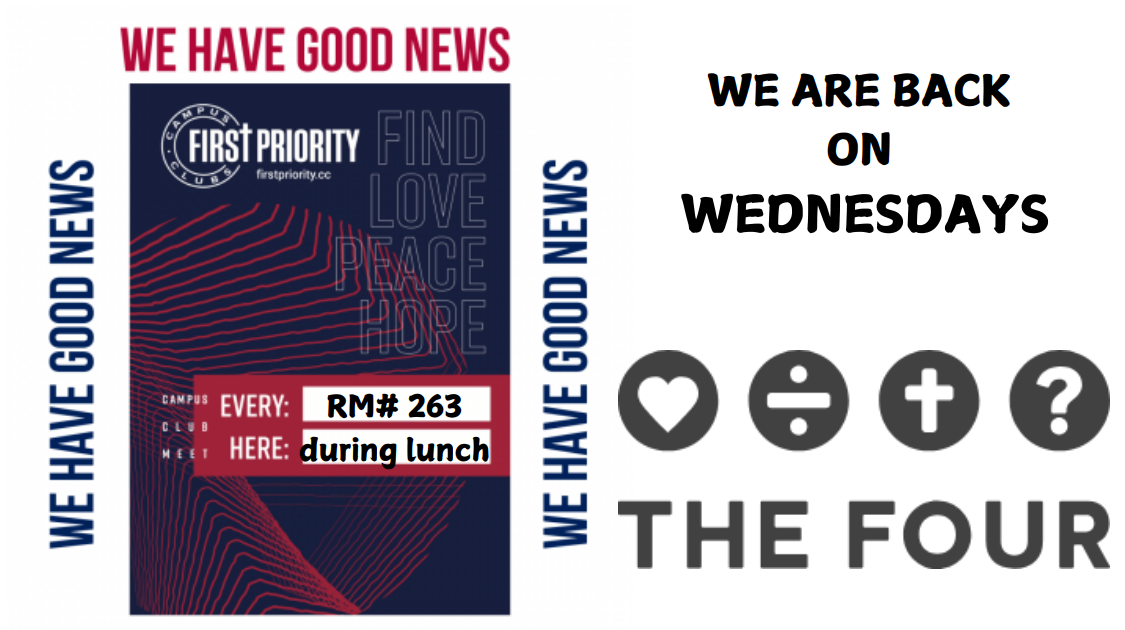 WE HAVE GOOD NEWS
WE HAVE GOOD NEWS
WE HAVE GOOD NEWS
CAMPUS
CLUBS
FIRST PRIORITY
firstpriority.cc
FIND
LOVE
PEACE
HOPE
CAMPUS
CLUB
MEET
EVERY: RM# 263
HERE: during lunch
WE ARE BACK
ON
WEDNESDAYS
THE FOUR